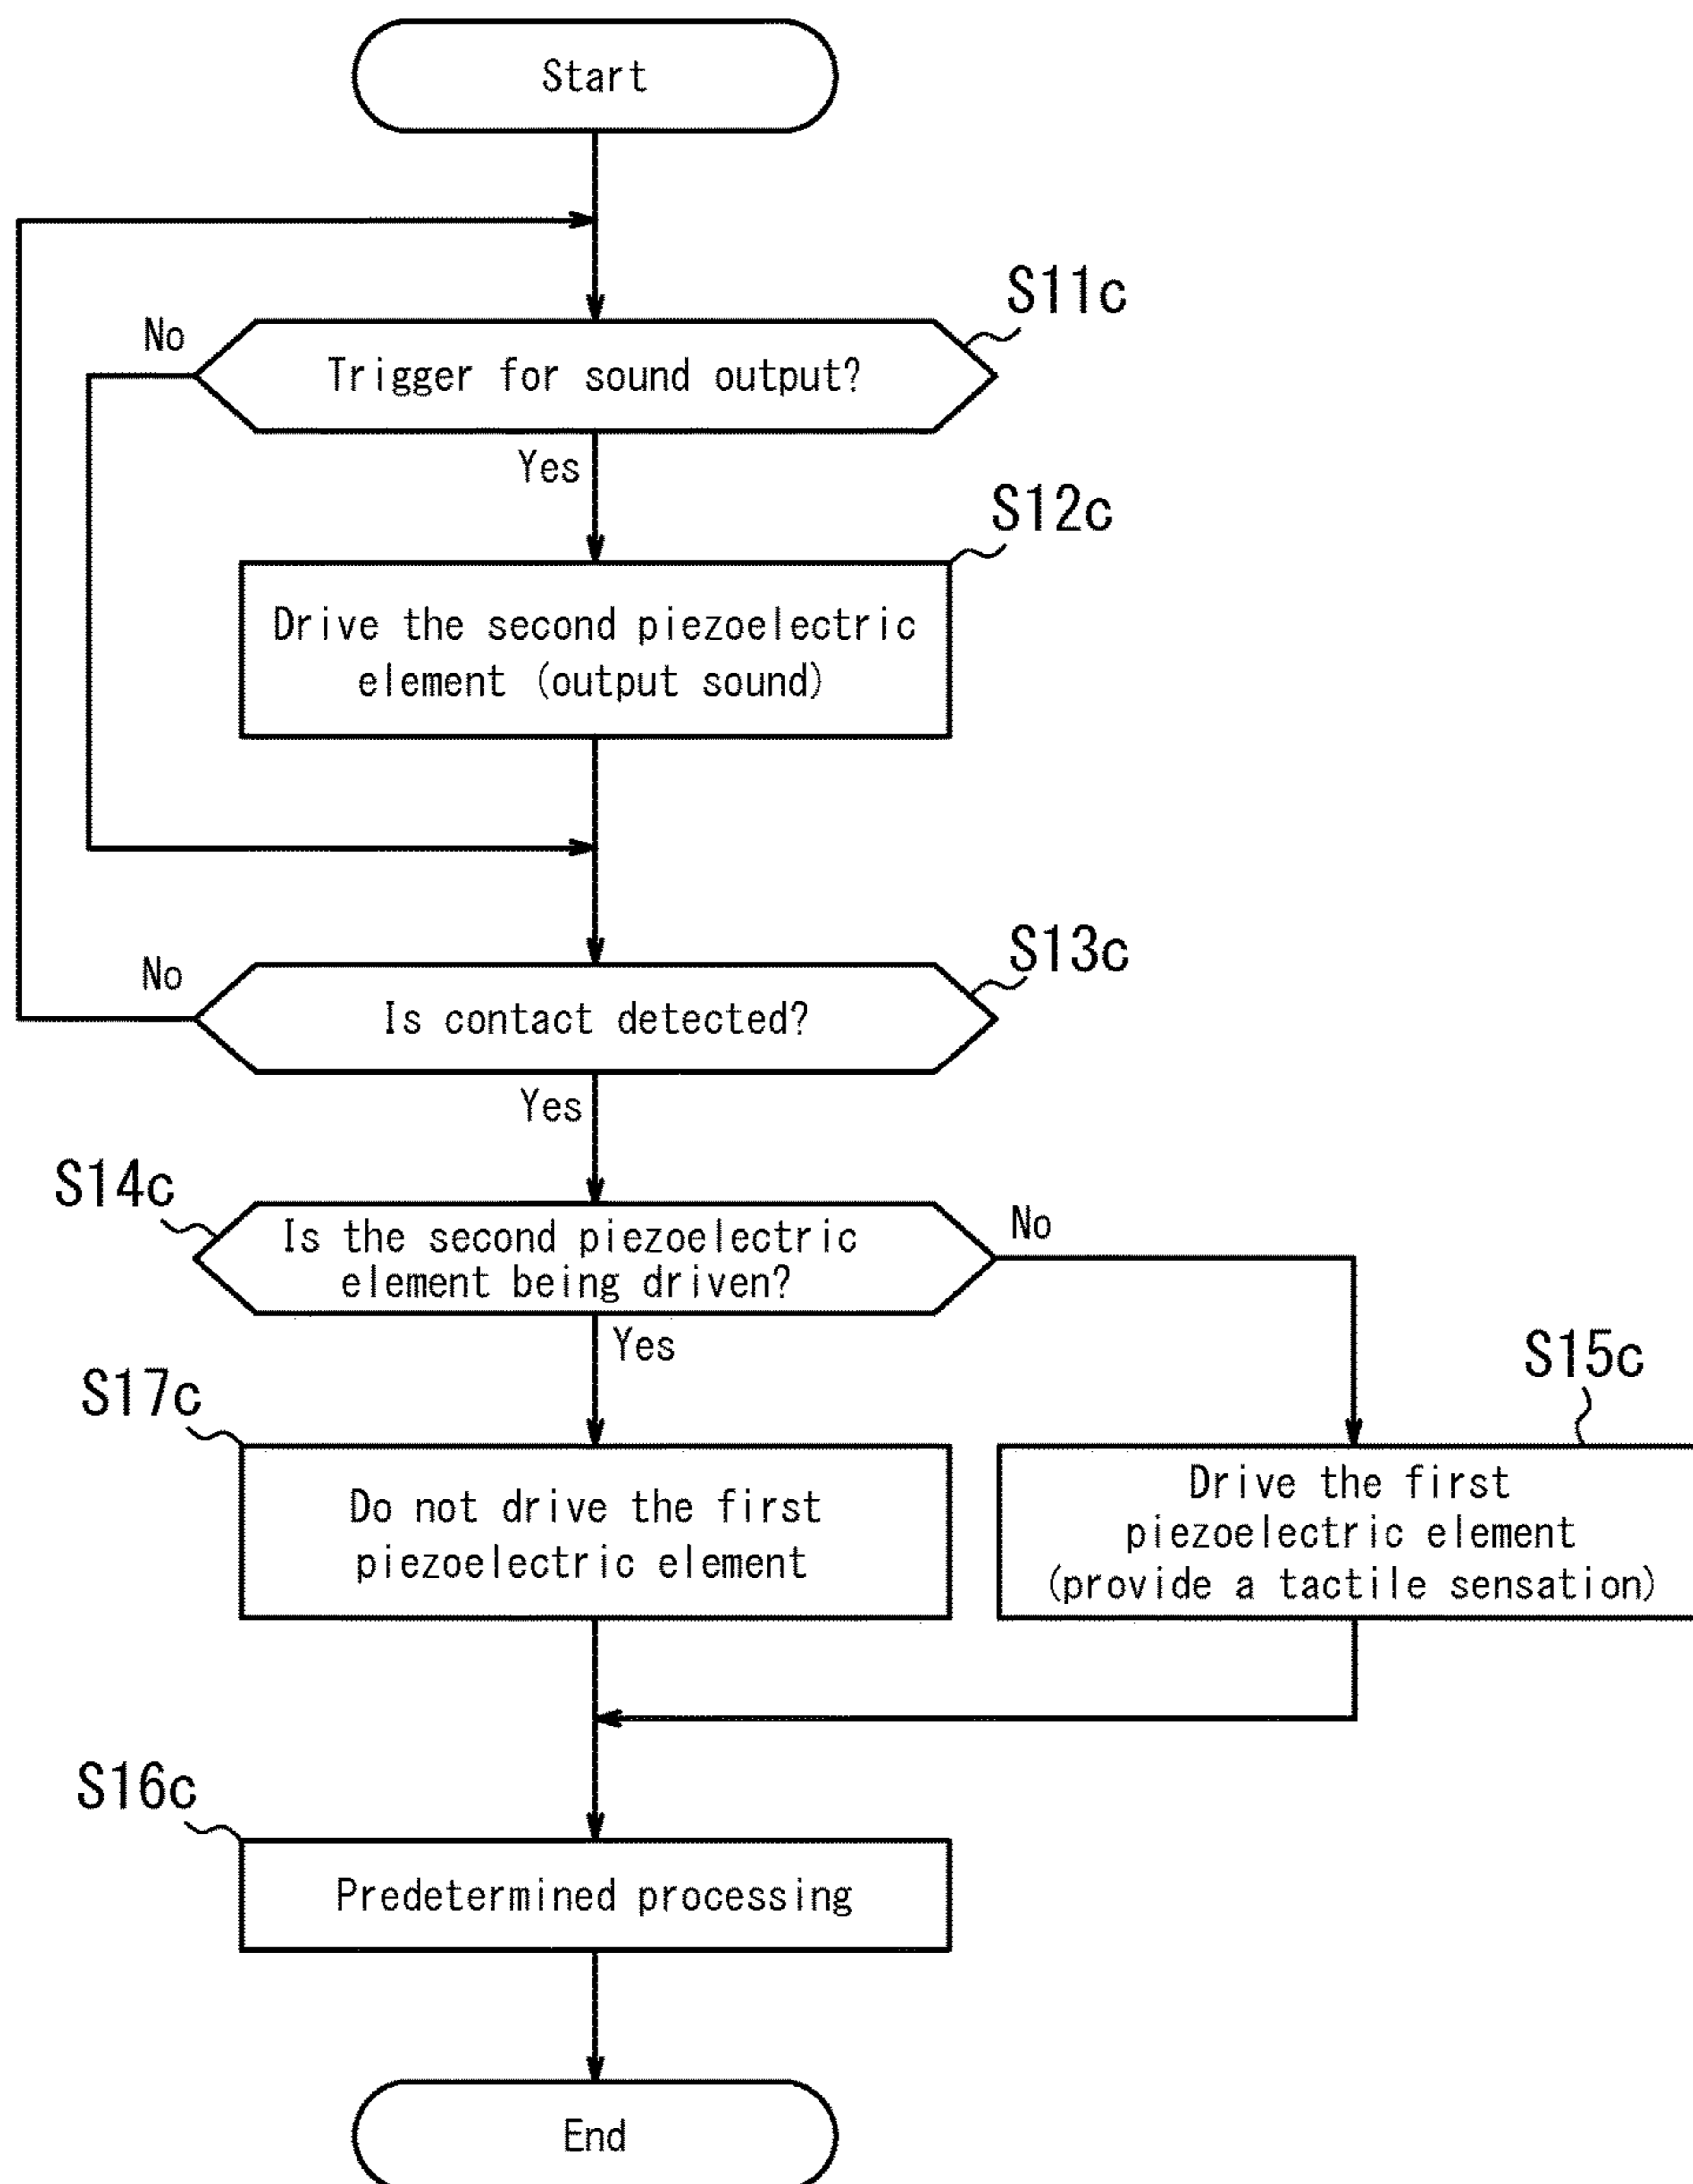 Start
S11c
No
Trigger for sound output?
Yes
S12c
Drive the second piezoelectric
element (output sound)
S13c
No
Is contact detected?
Yes
S14c
Is the second piezoelectric
element being driven?
No
Yes
S17c
S15c
Do not drive the first
piezoelectric element
Drive the first
piezoelectric element
(provide a tactile sensation)
S16c
Predetermined processing
End